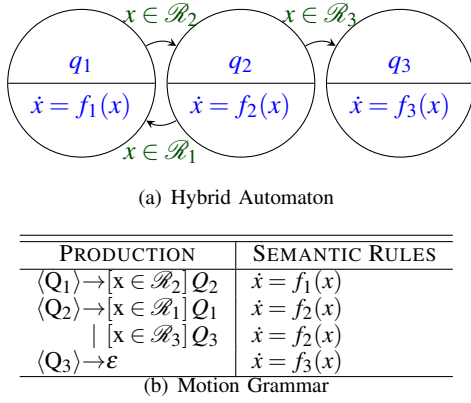 x ∈ ℛ₂ x ∈ ℛ₃
q₁ q₂ q₃
ẋ = f₁(x) ẋ = f₂(x) ẋ = f₃(x)
x ∈ ℛ₁
(a) Hybrid Automaton
PRODUCTION SEMANTIC RULES
⟨Q₁⟩→[x ∈ ℛ₂] Q₂ ẋ = f₁(x)
⟨Q₂⟩→[x ∈ ℛ₁] Q₁ ẋ = f₂(x)
| [x ∈ ℛ₃] Q₃ ẋ = f₂(x)
⟨Q₃⟩→ε ẋ = f₃(x)
(b) Motion Grammar